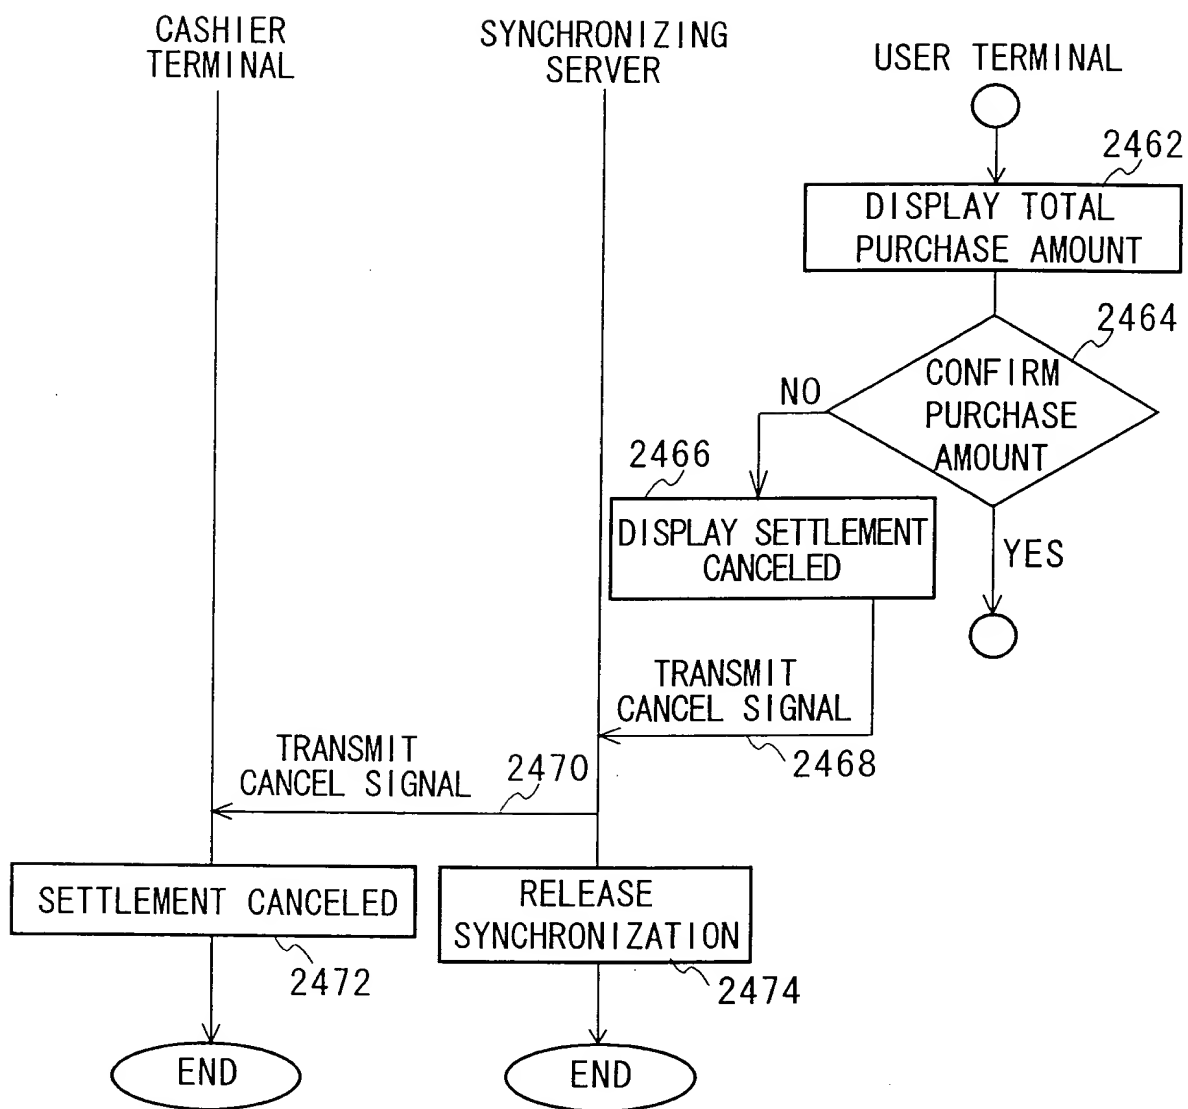 CASHIER
TERMINAL
SYNCHRONIZING
SERVER
USER TERMINAL
2462
DISPLAY TOTAL
PURCHASE AMOUNT
2464
CONFIRM
PURCHASE
AMOUNT
NO
2466
DISPLAY SETTLEMENT
CANCELED
YES
TRANSMIT
CANCEL SIGNAL
2468
TRANSMIT
CANCEL SIGNAL
2470
SETTLEMENT CANCELED
2472
RELEASE
SYNCHRONIZATION
2474
END
END